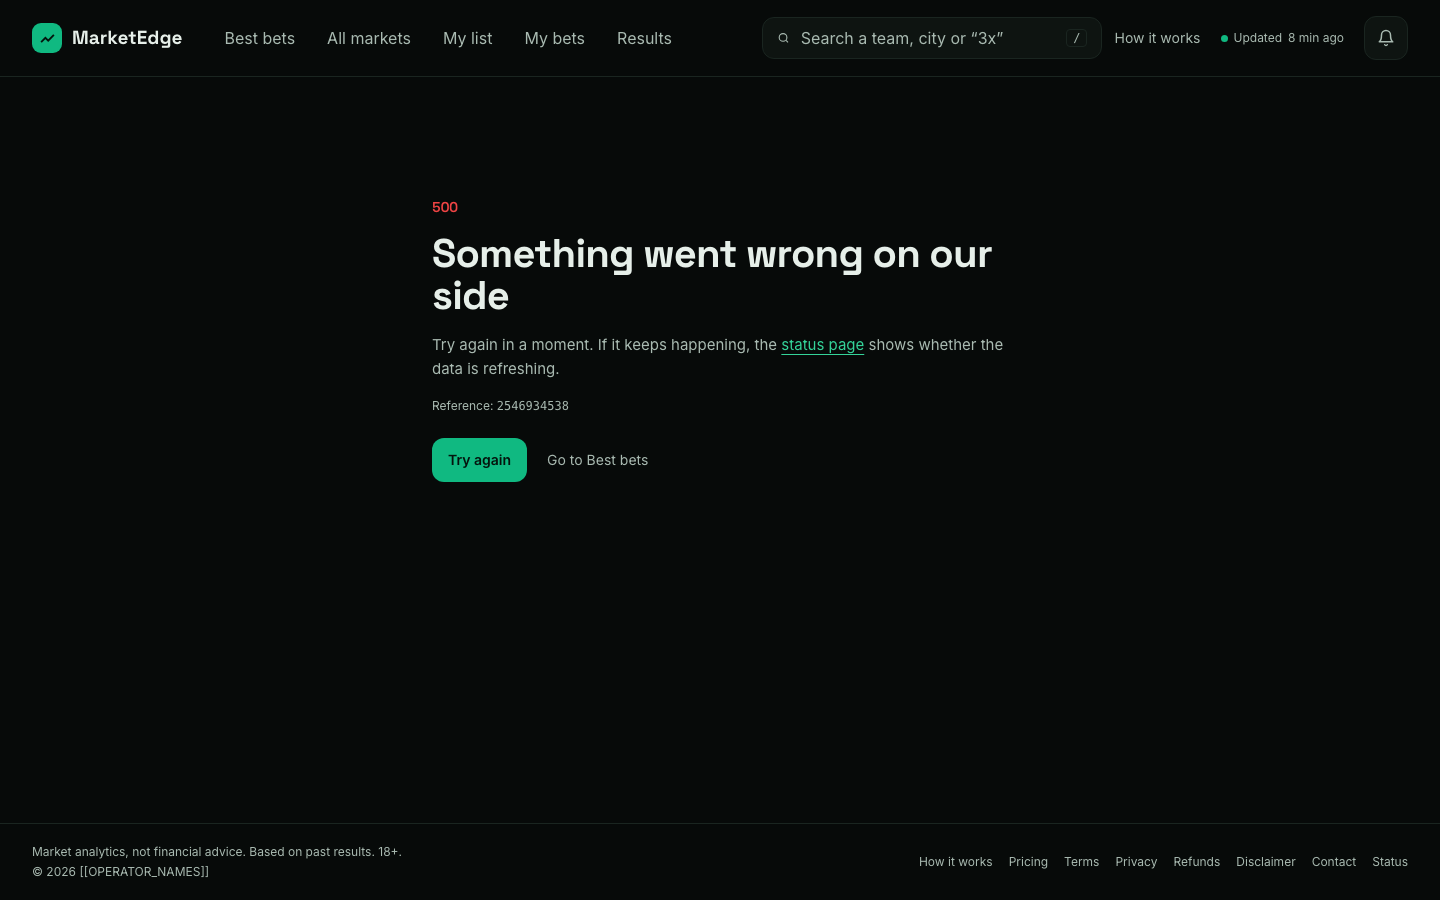 MarketEdge
Best bets
All markets
My list
My bets
Results
Search a team, city or “3x”
/
How it works
Updated 8 min ago
500
Something went wrong on our
side
Try again in a moment. If it keeps happening, the status page shows whether the
data is refreshing.
Reference: 2546934538
Try again
Go to Best bets
Market analytics, not financial advice. Based on past results. 18+.
© 2026 [[OPERATOR_NAMES]]
How it works
Pricing
Terms
Privacy
Refunds
Disclaimer
Contact
Status